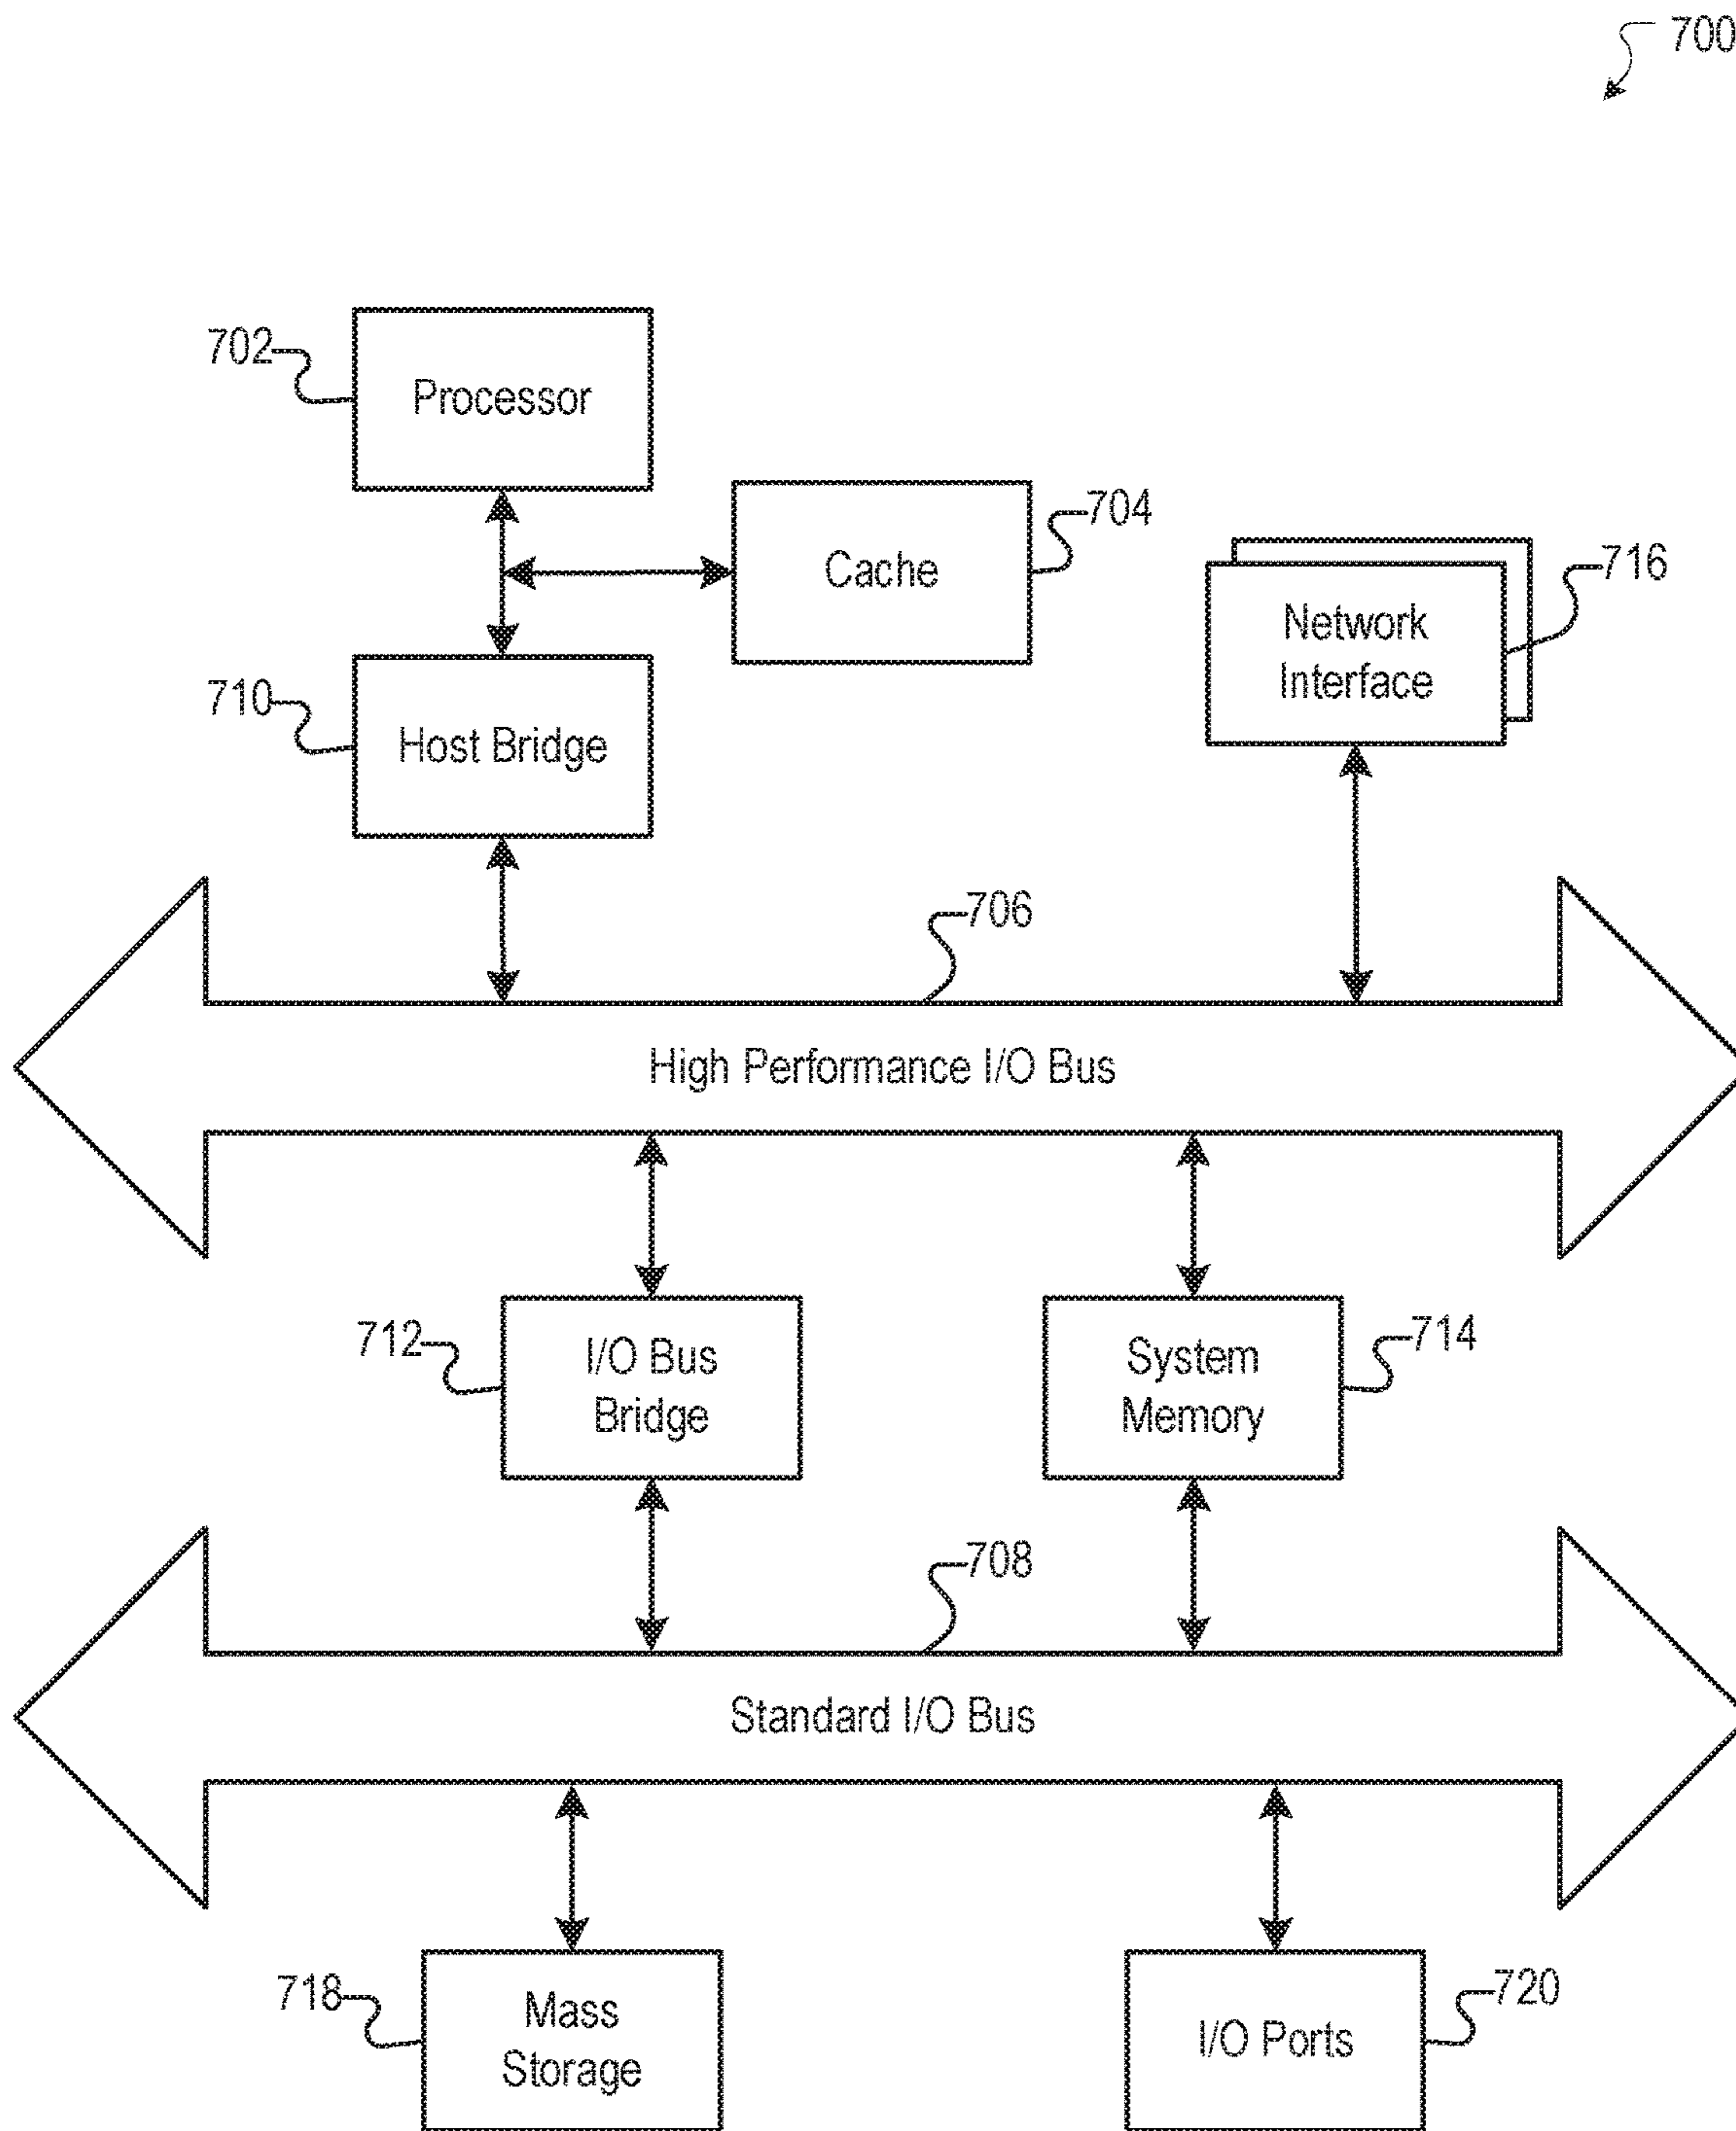 700
702
Processor
704
Cache
716
Network
Interface
710
Host Bridge
706
High Performance I/O Bus
712
I/O Bus
Bridge
714
System
Memory
708
Standard I/O Bus
718
Mass
Storage
720
I/O Ports